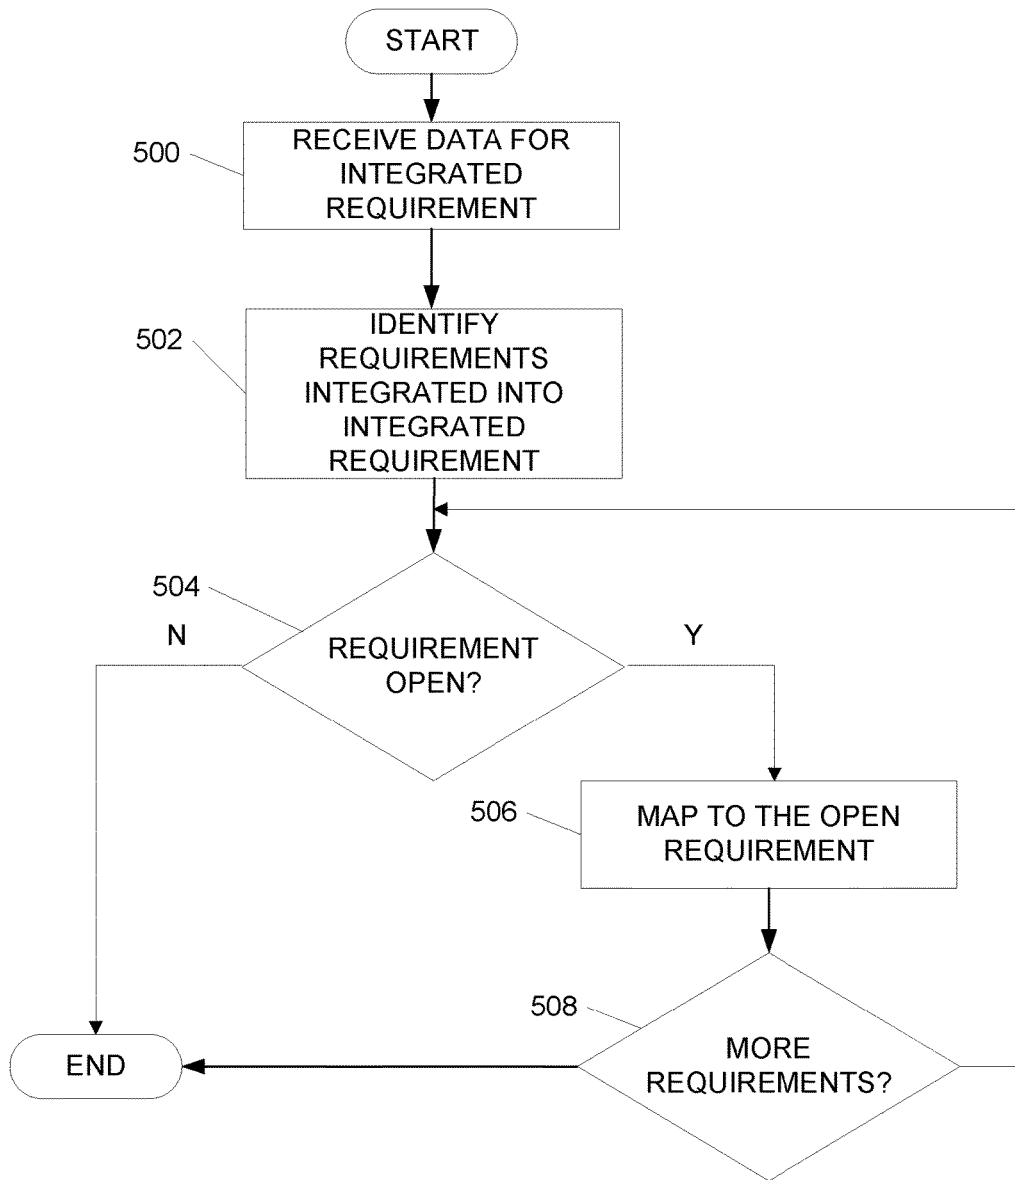 START
500
RECEIVE DATA FOR
INTEGRATED
REQUIREMENT
502
IDENTIFY
REQUIREMENTS
INTEGRATED INTO
INTEGRATED
REQUIREMENT
504
N
REQUIREMENT
OPEN?
Y
506
MAP TO THE OPEN
REQUIREMENT
508
MORE
REQUIREMENTS?
END